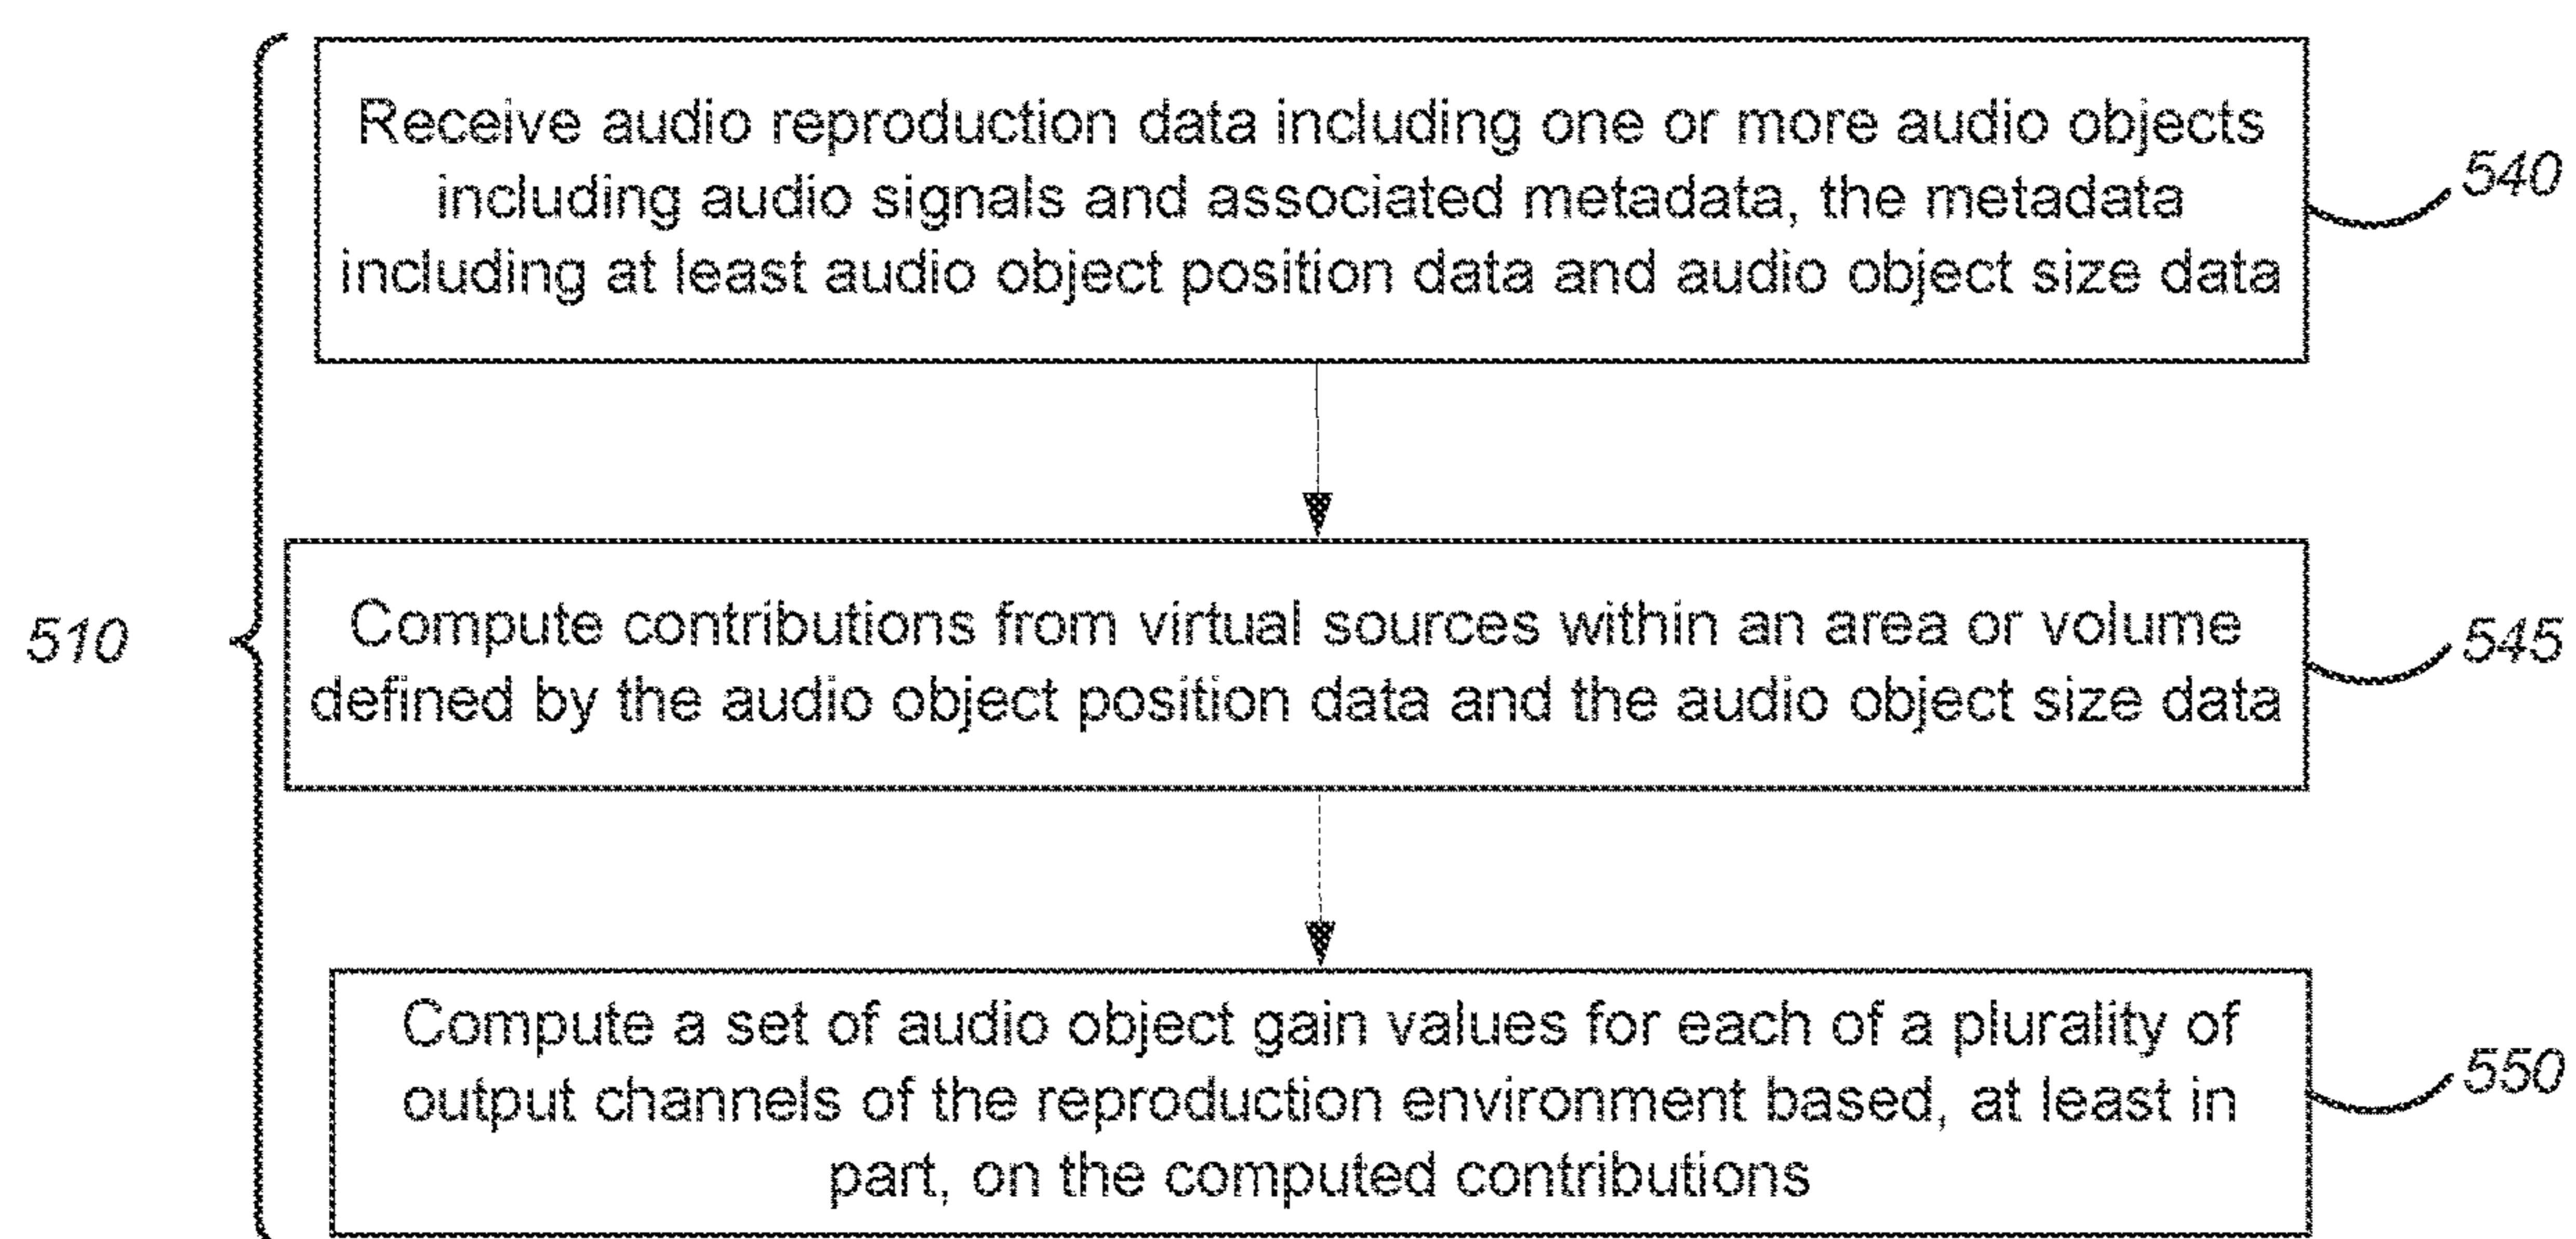 Receive audio reproduction data including one or more audio objects
including audio signals and associated metadata, the metadata
including at least audio object position data and audio object size data
540
510
Compute contributions from virtual sources within an area or volume
defined by the audio object position data and the audio object size data
545
Compute a set of audio object gain values for each of a plurality of
output channels of the reproduction environment based, at least in
part, on the computed contributions
550